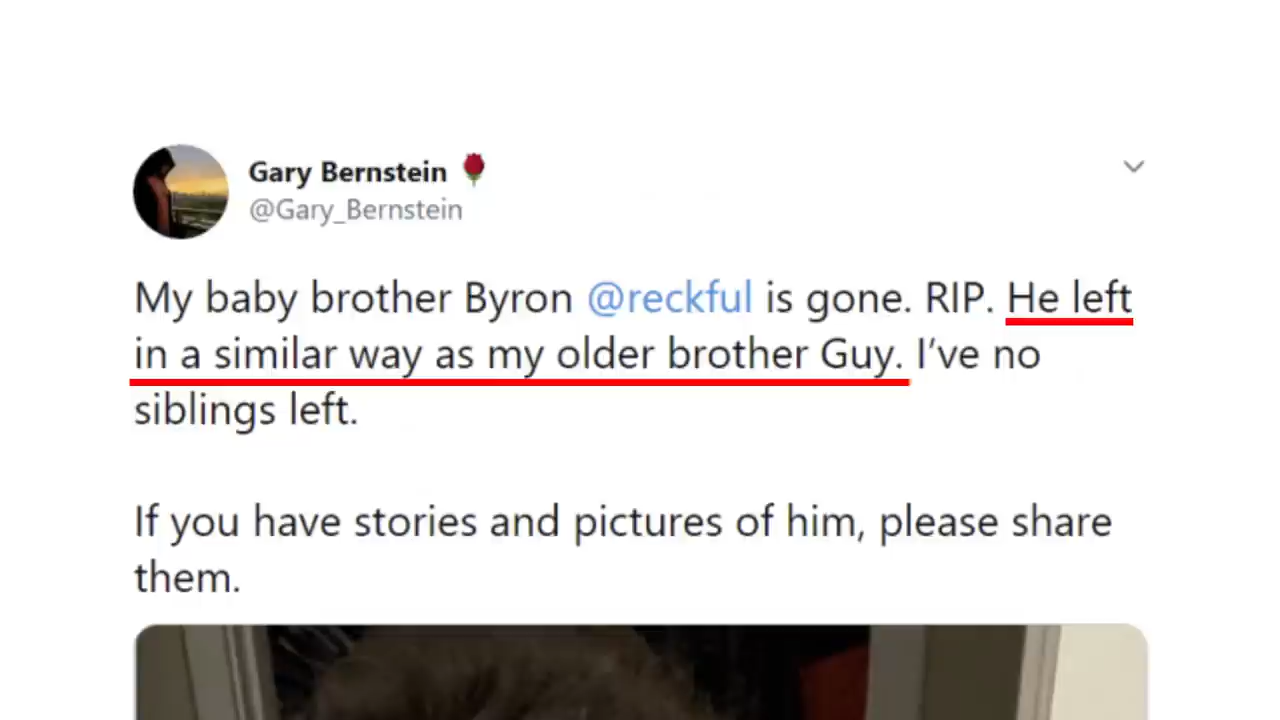 Gary Bernstein 🌹
@Gary_Bernstein
My baby brother Byron @reckful is gone. RIP. He left
in a similar way as my older brother Guy. I’ve no
siblings left.
If you have stories and pictures of him, please share
them.